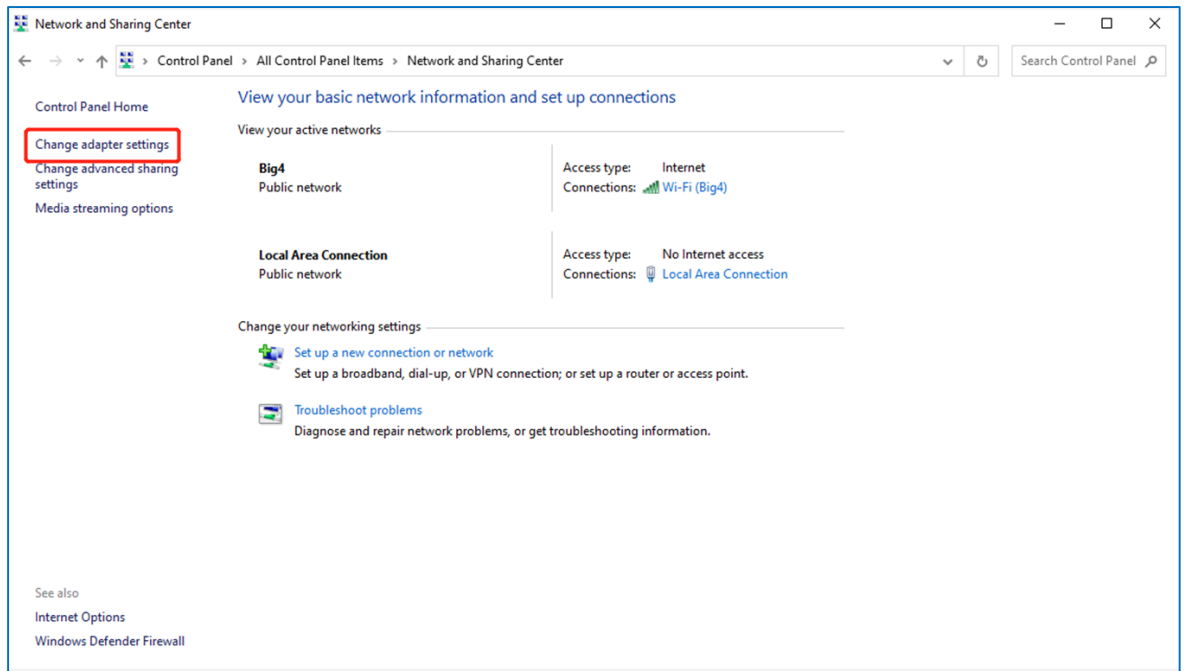 Network and Sharing Center
Control Panel > All Control Panel Items > Network and Sharing Center
Search Control Panel
Control Panel Home
Change adapter settings
Change advanced sharing
settings
Media streaming options
View your basic network information and set up connections
View your active networks
Big4
Public network
Access type: Internet
Connections: Wi-Fi (Big4)
Local Area Connection
Public network
Access type: No Internet access
Connections: Local Area Connection
Change your networking settings
Set up a new connection or network
Set up a broadband, dial-up, or VPN connection; or set up a router or access point.
Troubleshoot problems
Diagnose and repair network problems, or get troubleshooting information.
See also
Internet Options
Windows Defender Firewall